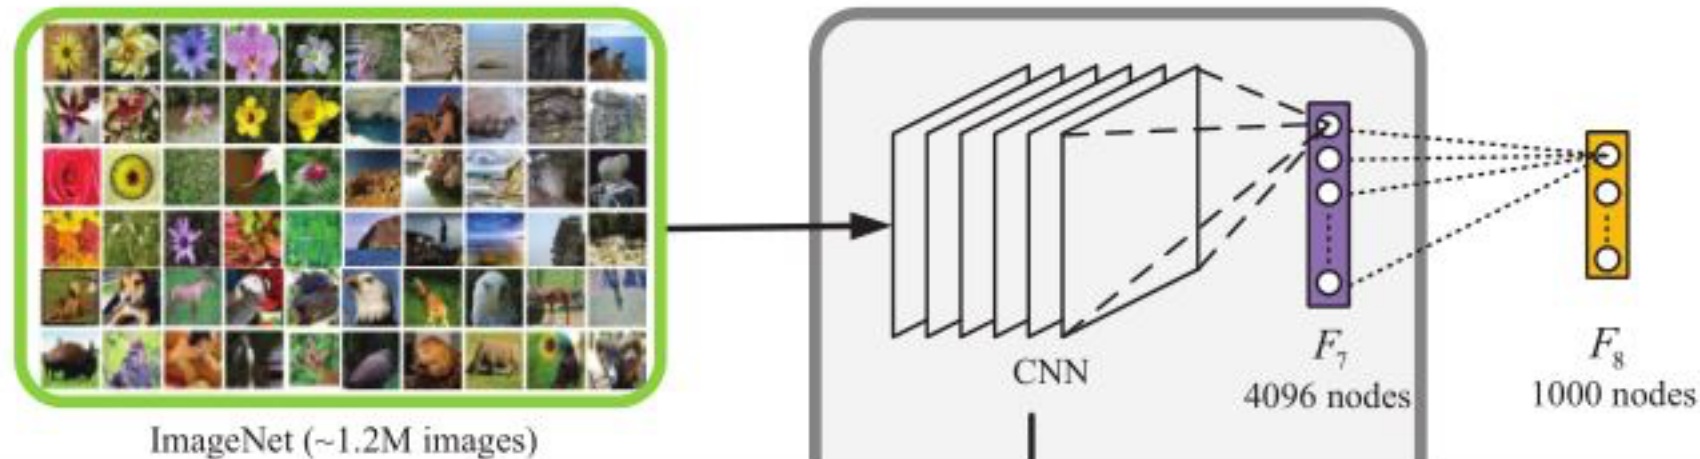 ImageNet (~1.2M images)
CNN
F₇
4096 nodes
F₈
1000 nodes